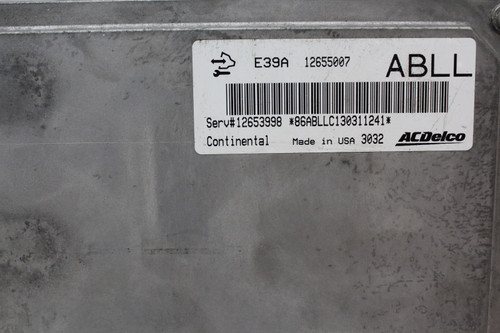 E39A 12655007 ABLL
Serv#12653998 *86ABLLC130311241*
Continental Made in USA 3032 ACDelco